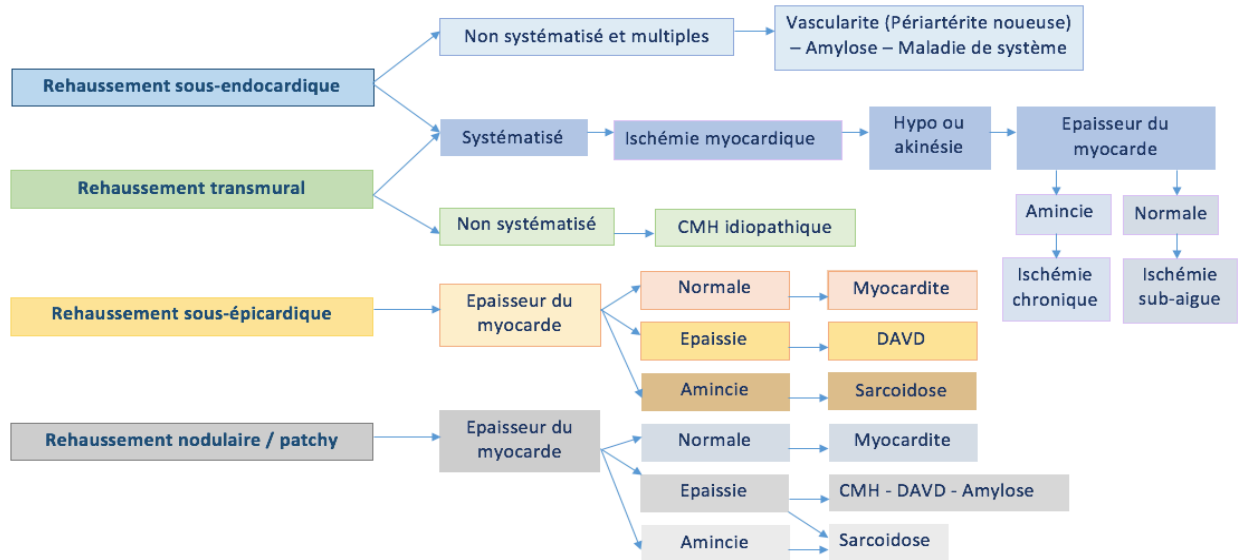 Rehaussement sous-endocardique
Non systématisé et multiples
Vascularite (Périartérite noueuse)
– Amylose – Maladie de système
Systématisé
Ischémie myocardique
Hypo ou
akinésie
Epaisseur du
myocarde
Rehaussement transmural
Non systématisé
CMH idiopathique
Amincie
Normale
Ischémie
chronique
Ischémie
sub-aigue
Rehaussement sous-épicardique
Epaisseur du
myocarde
Normale
Myocardite
Epaissie
DAVD
Amincie
Sarcoidose
Rehaussement nodulaire / patchy
Epaisseur du
myocarde
Normale
Myocardite
Epaissie
CMH - DAVD - Amylose
Amincie
Sarcoidose